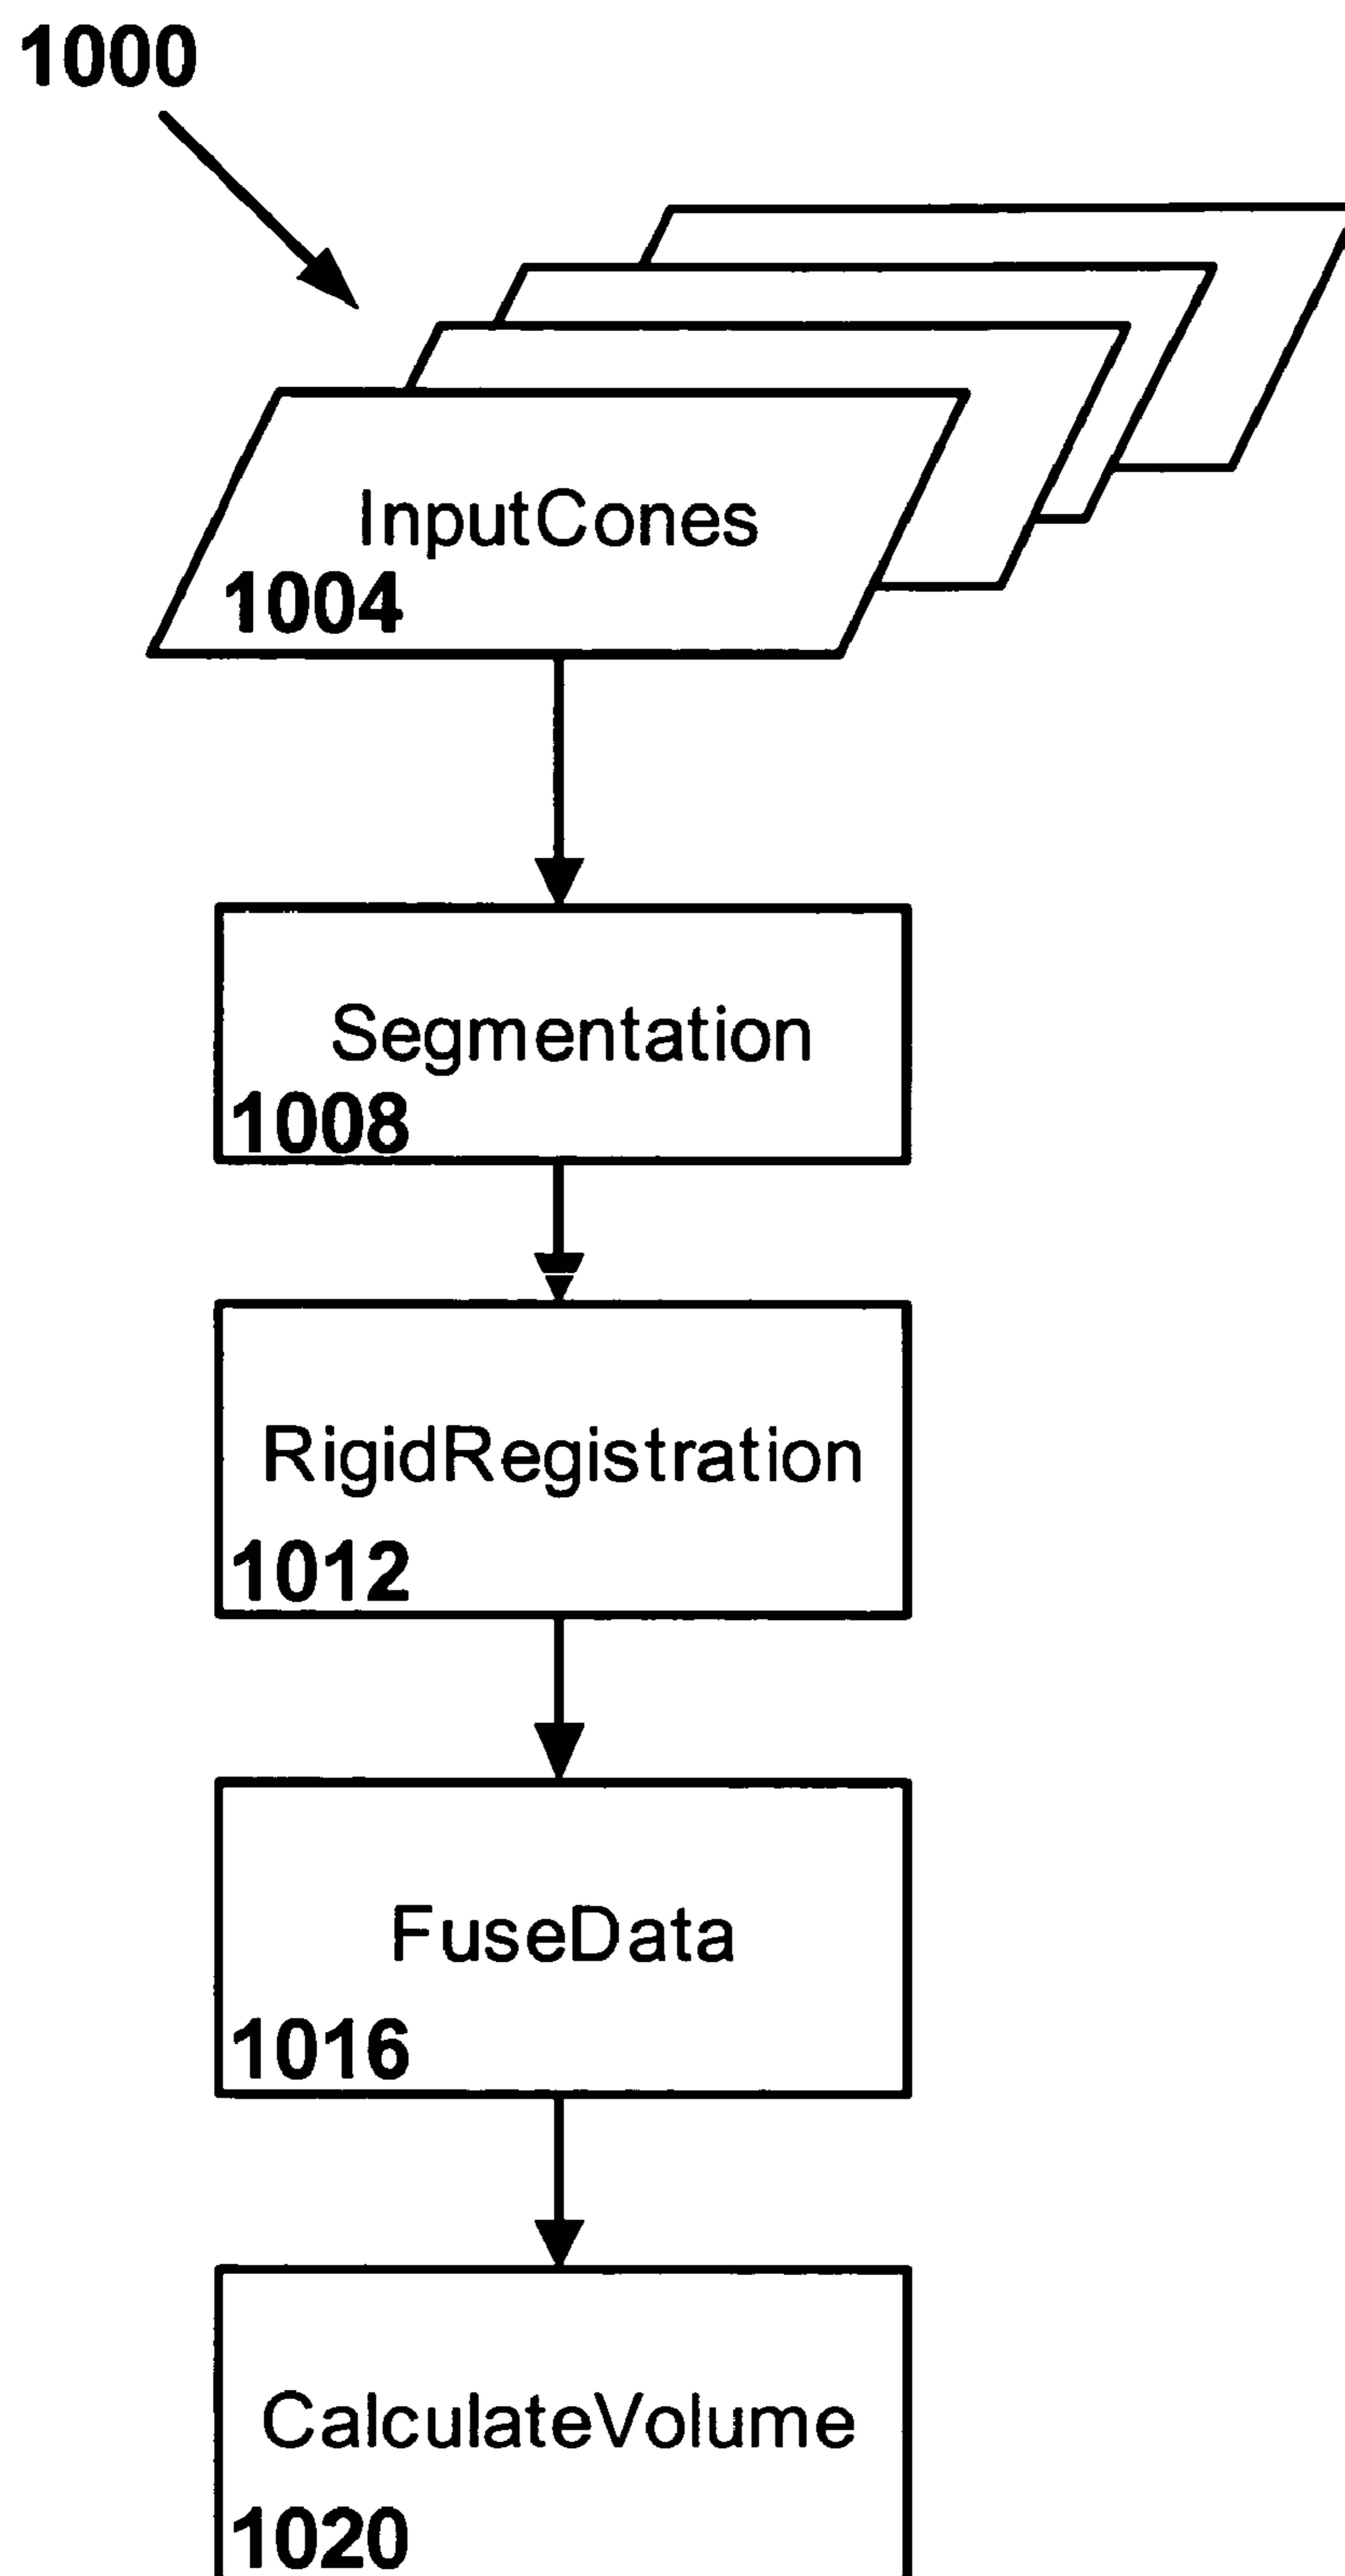 1000
InputCones
1004
Segmentation
1008
RigidRegistration
1012
FuseData
1016
CalculateVolume
1020